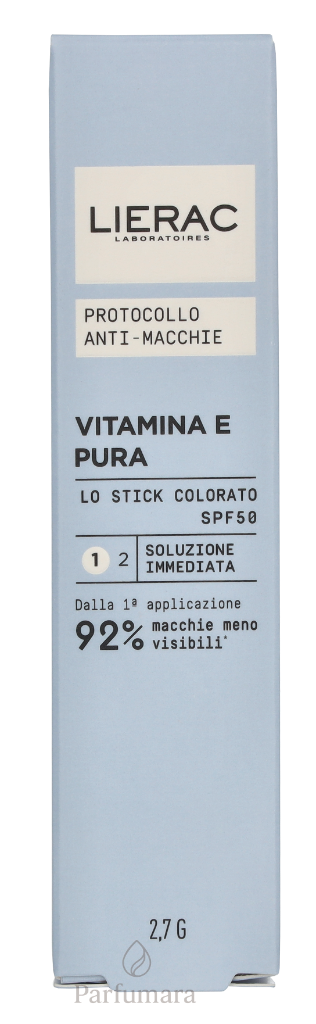 LIERAC
LABORATOIRES
PROTOCOLLO
ANTI-MACCHIE
VITAMINA E
PURA
LO STICK COLORATO
SPF50
1 2 SOLUZIONE
IMMEDIATA
Dalla 1ª applicazione
92% macchie meno
visibili*
2,7 G
Parfumara